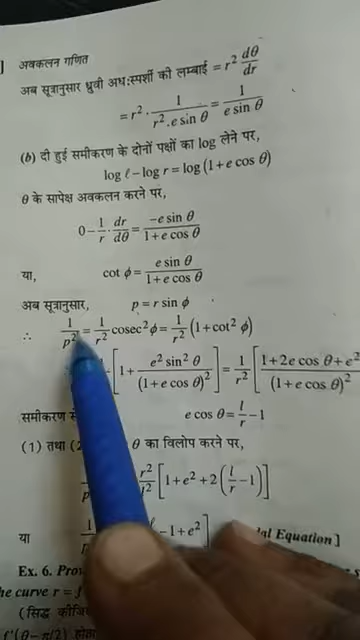 ] अवकलन गणित
अब सूत्रानुसार ध्रुवी अध:स्पर्शी की लम्बाई = r² dθ/dr
= r² · 1/(r² . e sin θ) = 1/(e sin θ)
(b) दी हुई समीकरण के दोनों पक्षों का log लेने पर,
log ℓ – log r = log (1 + e cos θ)
θ के सापेक्ष अवकलन करने पर,
0 – 1/r · dr/dθ = –e sin θ/(1 + e cos θ)
या, cot ϕ = e sin θ/(1 + e cos θ)
अब सूत्रानुसार, p = r sin ϕ
∴ 1/p² = 1/r² cosec² ϕ = 1/r² (1 + cot² ϕ)
[1 + e² sin² θ/(1 + e cos θ)²] = 1/r² [1 + 2e cos θ + e²/(1 + e cos θ)²
समीकरण e cos θ = l/r – 1
(1) तथा θ का विलोप करने पर,
r²/l² [1 + e² + 2 (l/r – 1)]
या – 1 + e²] dal Equation ]
Ex. 6.
he curve r =
(सिद्ध